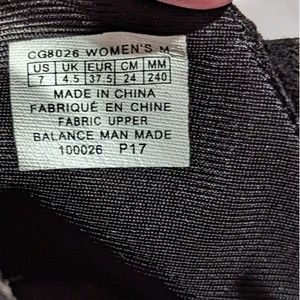 CG8026 WOMEN'S M
US UK EUR CM MM
7 4.5 37.5 24 240
MADE IN CHINA
FABRIQUÉ EN CHINE
FABRIC UPPER
BALANCE MAN MADE
100026 P17